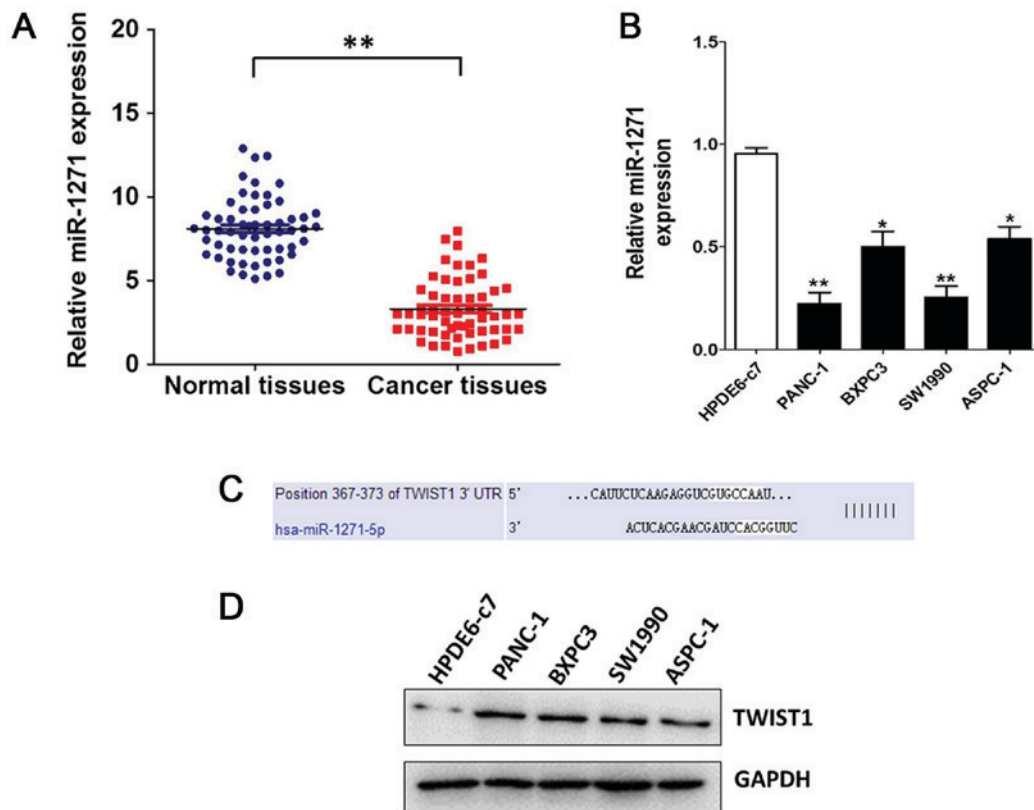 A
Relative miR-1271 expression
20
15
10
5
0
**
Normal tissues
Cancer tissues
B
Relative miR-1271
expression
1.5
1.0
0.5
0.0
**
*
**
*
HPDE6-c7
PANC-1
BXPC3
SW1990
ASPC-1
C
Position 367-373 of TWIST1 3' UTR 5' ...CAUUCUCAAGAGGUCGUGCCAAU...
hsa-miR-1271-5p 3' ACUCACGAACGAUCCACGGUUC
D
HPDE6-c7
PANC-1
BXPC3
SW1990
ASPC-1
TWIST1
GAPDH